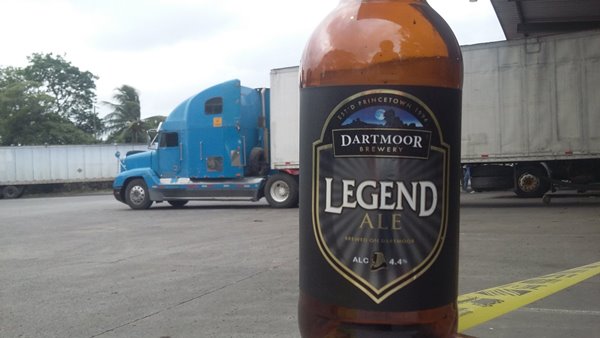 EST'D PRINCETOWN 1994
DARTMOOR
BREWERY
LEGEND
ALE
BREWED ON DARTMOOR
ALC 4.4%